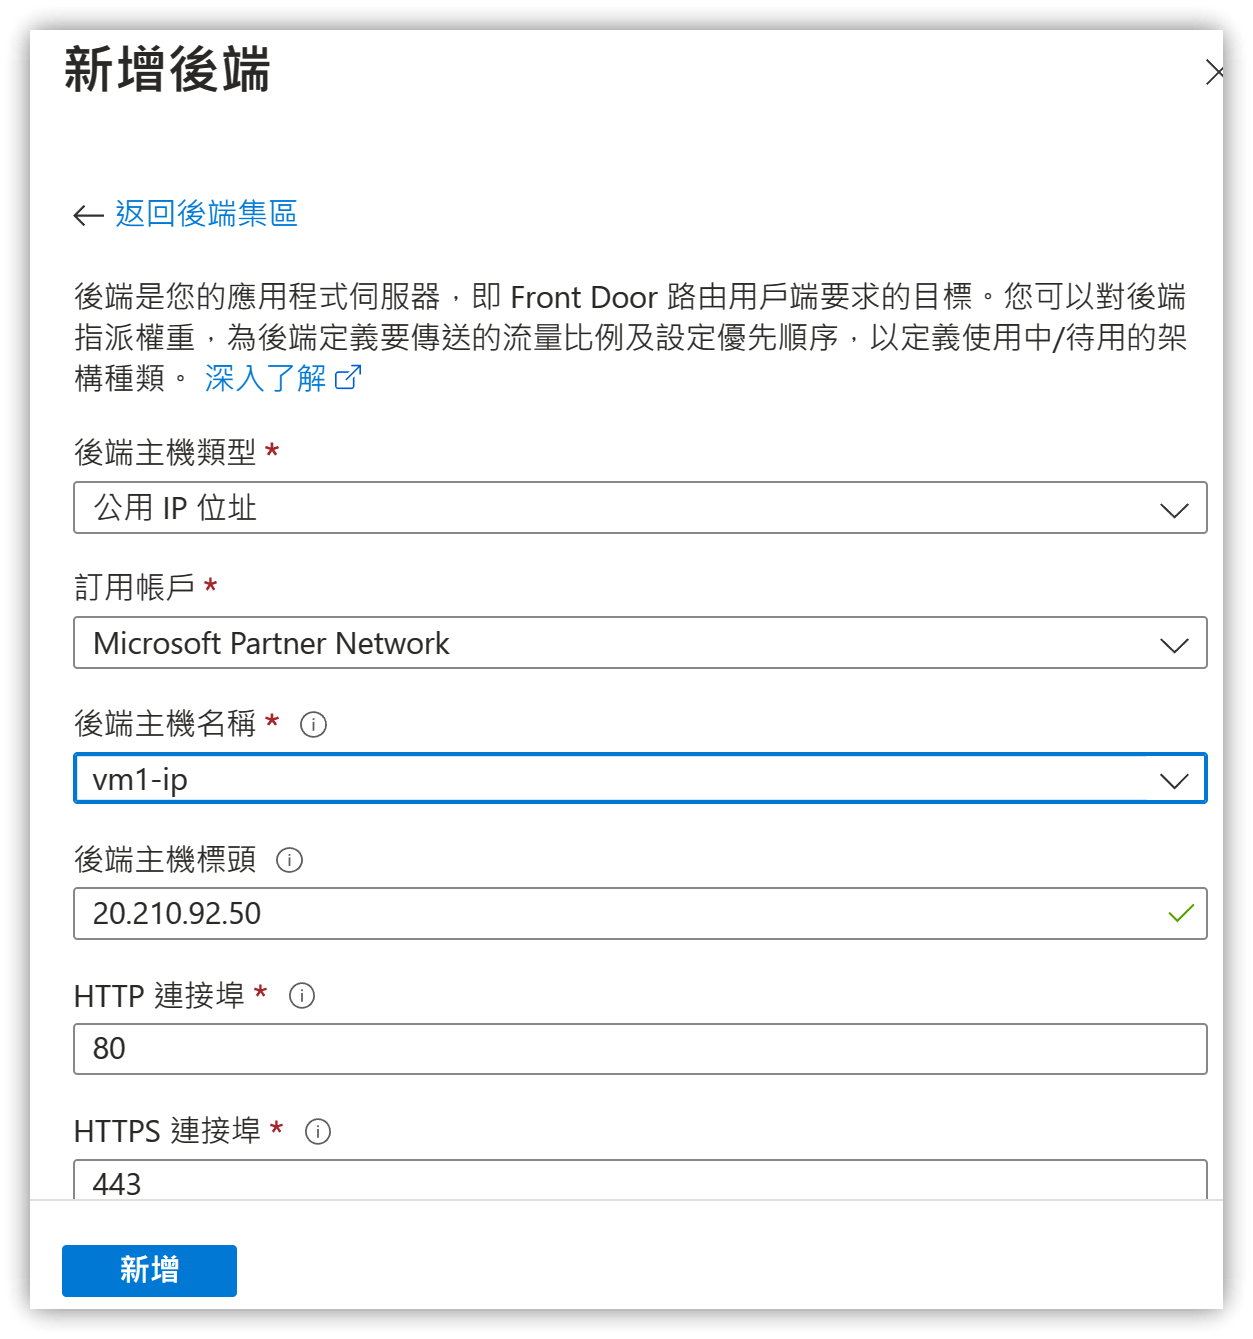 新增後端
返回後端集區
後端是您的應用程式伺服器，即 Front Door 路由用戶端要求的目標。您可以對後端
指派權重，為後端定義要傳送的流量比例及設定優先順序，以定義使用中/待用的架
構種類。 深入了解
後端主機類型 *
公用 IP 位址
訂用帳戶 *
Microsoft Partner Network
後端主機名稱 *
vm1-ip
後端主機標頭
20.210.92.50
HTTP 連接埠 *
80
HTTPS 連接埠 *
443
新增